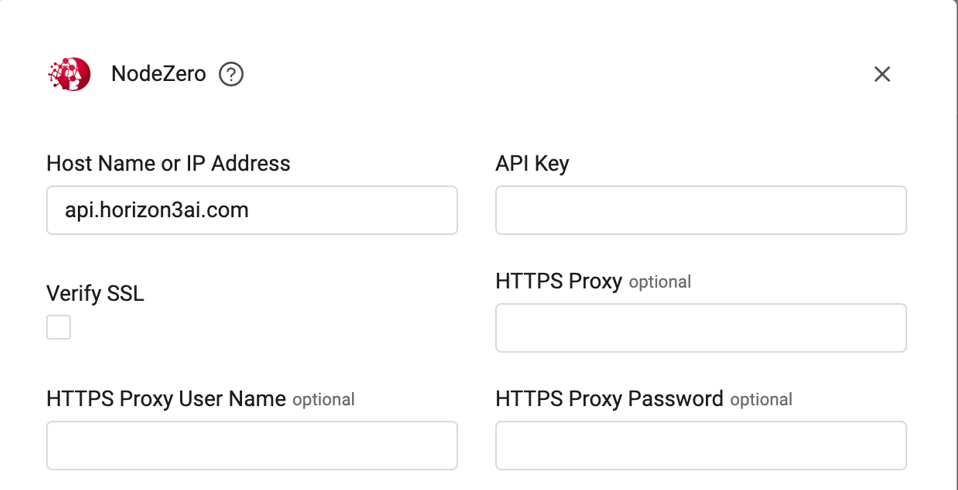 NodeZero ?
Host Name or IP Address
api.horizon3ai.com
API Key
Verify SSL
HTTPS Proxy optional
HTTPS Proxy User Name optional
HTTPS Proxy Password optional